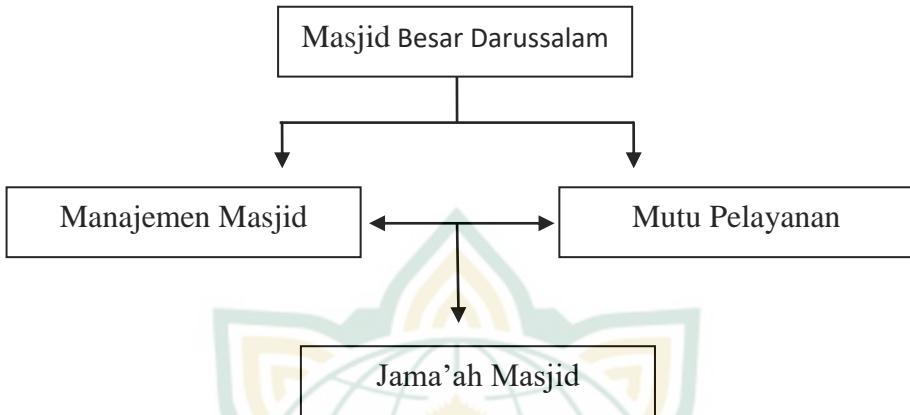 Masjid Besar Darussalam
Manajemen Masjid
Mutu Pelayanan
Jama’ah Masjid